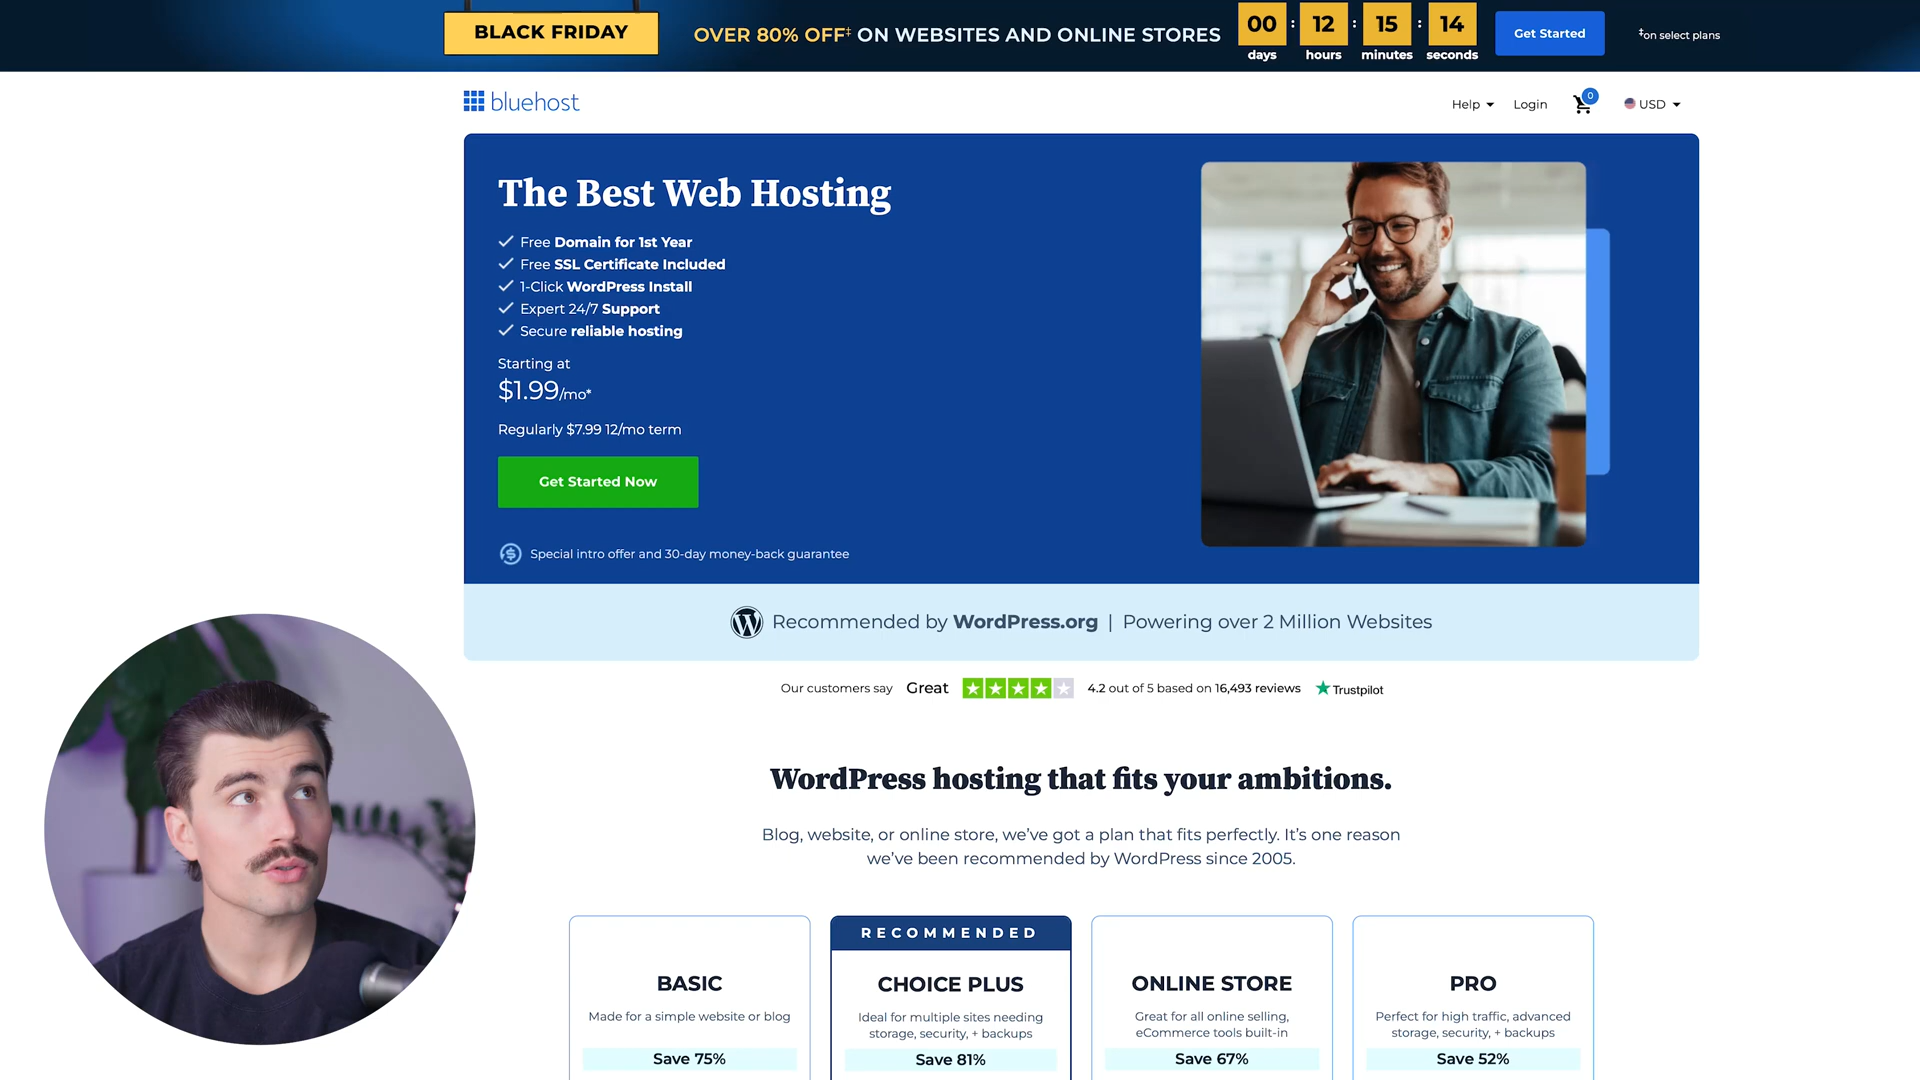 BLACK FRIDAY
OVER 80% OFF‡ ON WEBSITES AND ONLINE STORES
00 : 12 : 15 : 14
days hours minutes seconds
Get Started
‡on select plans
bluehost
Help
Login
0
USD
The Best Web Hosting
Free Domain for 1st Year
Free SSL Certificate Included
1-Click WordPress Install
Expert 24/7 Support
Secure reliable hosting
Starting at
$1.99/mo*
Regularly $7.99 12/mo term
Get Started Now
Special intro offer and 30-day money-back guarantee
Recommended by WordPress.org | Powering over 2 Million Websites
Our customers say Great 4.2 out of 5 based on 16,493 reviews Trustpilot
WordPress hosting that fits your ambitions.
Blog, website, or online store, we’ve got a plan that fits perfectly. It’s one reason
we’ve been recommended by WordPress since 2005.
BASIC
Made for a simple website or blog
Save 75%
RECOMMENDED
CHOICE PLUS
Ideal for multiple sites needing
storage, security, + backups
Save 81%
ONLINE STORE
Great for all online selling,
eCommerce tools built-in
Save 67%
PRO
Perfect for high traffic, advanced
storage, security, + backups
Save 52%